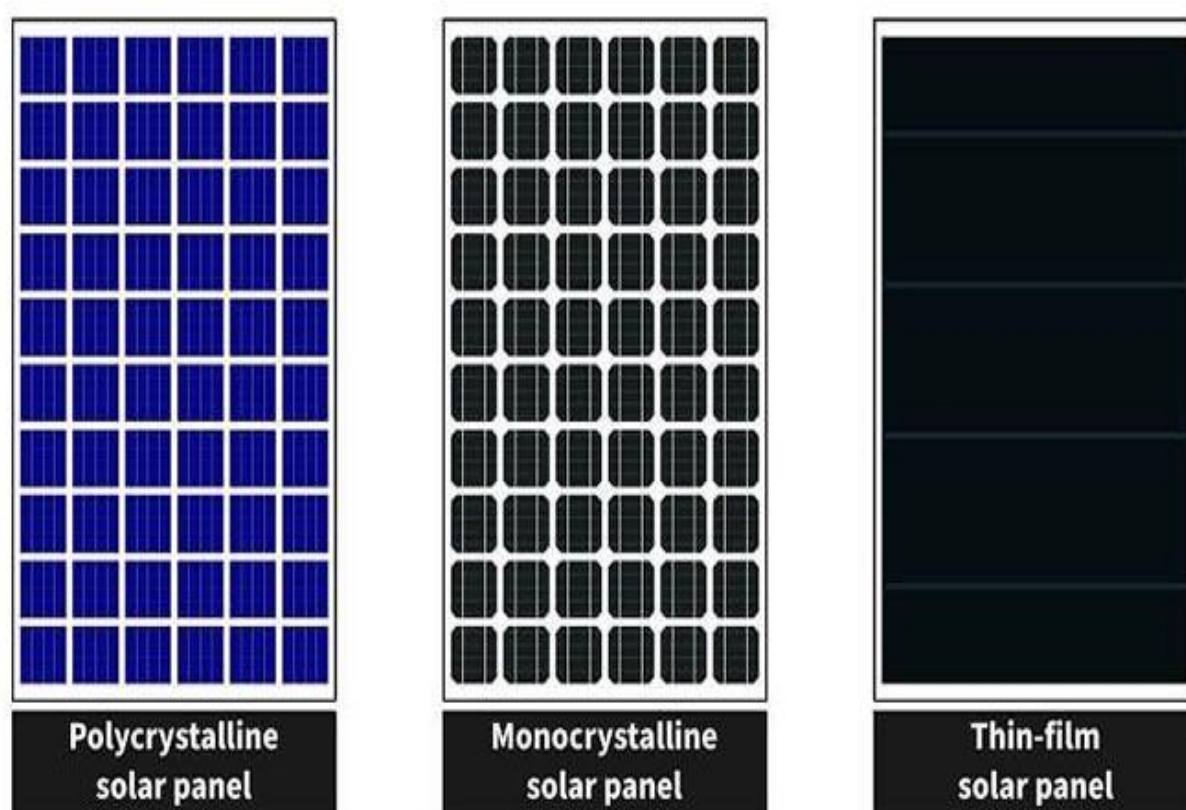 Polycrystalline
solar panel
Monocrystalline
solar panel
Thin-film
solar panel